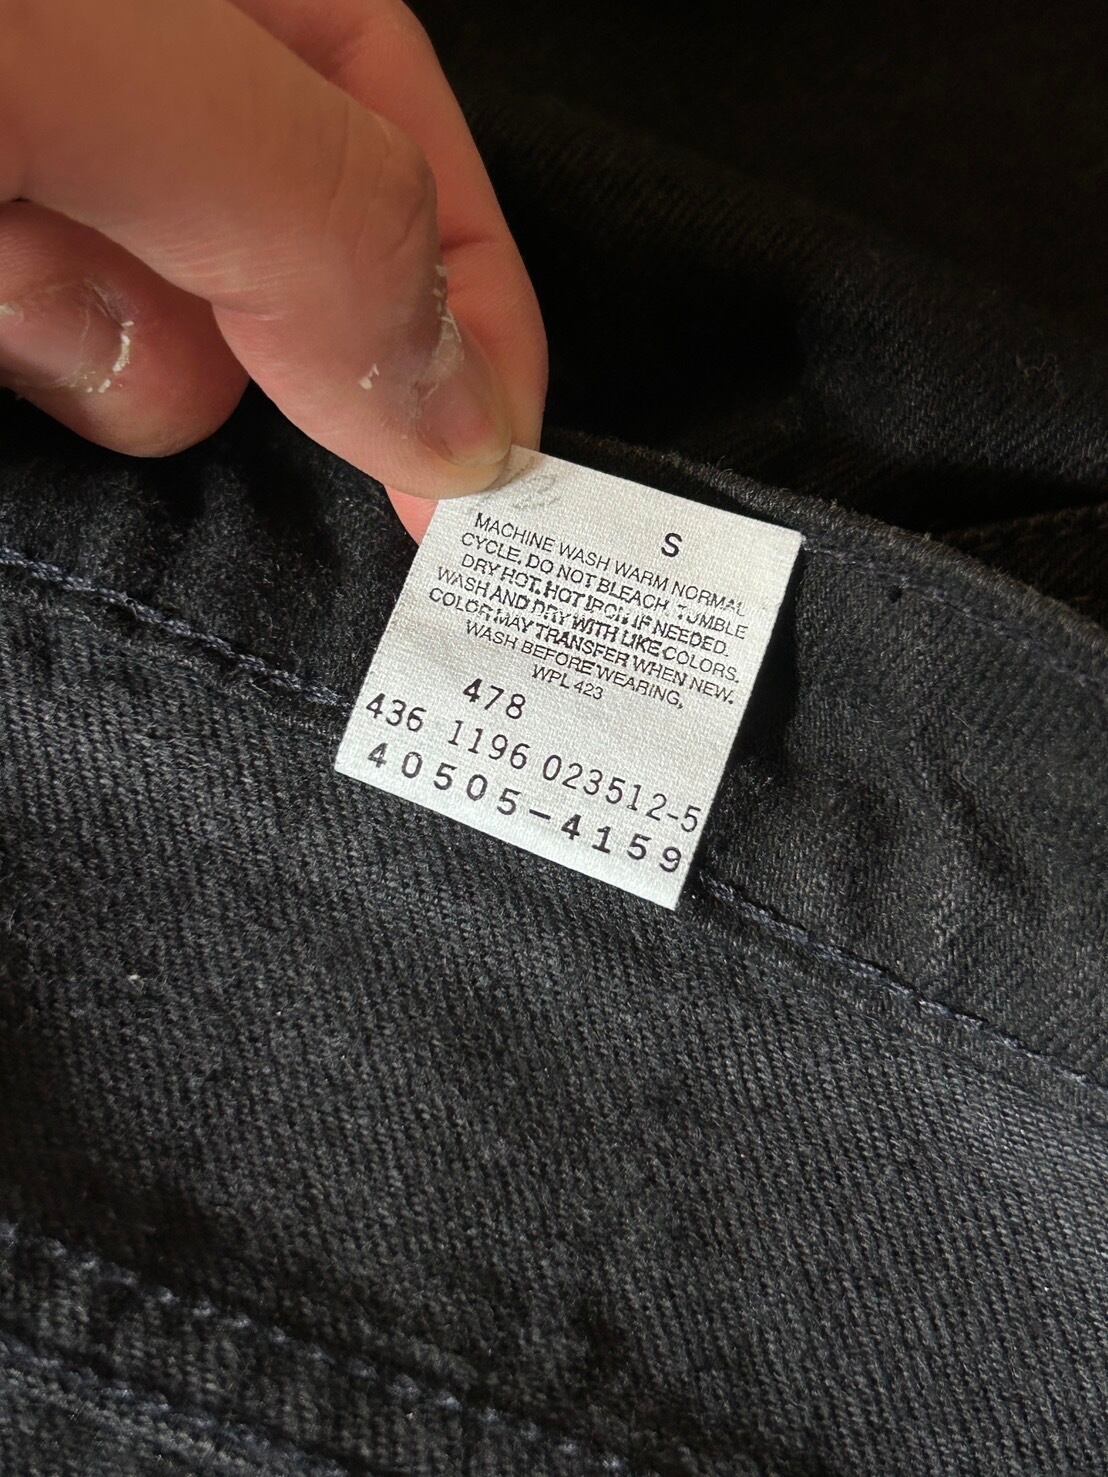 S
MACHINE WASH WARM NORMAL
CYCLE. DO NOT BLEACH. TUMBLE
DRY HOT. HOT IRON IF NEEDED.
WASH AND DRY WITH LIKE COLORS.
COLOR MAY TRANSFER WHEN NEW.
WASH BEFORE WEARING,
WPL 423
478
436 1196 023512-5
40505-4159